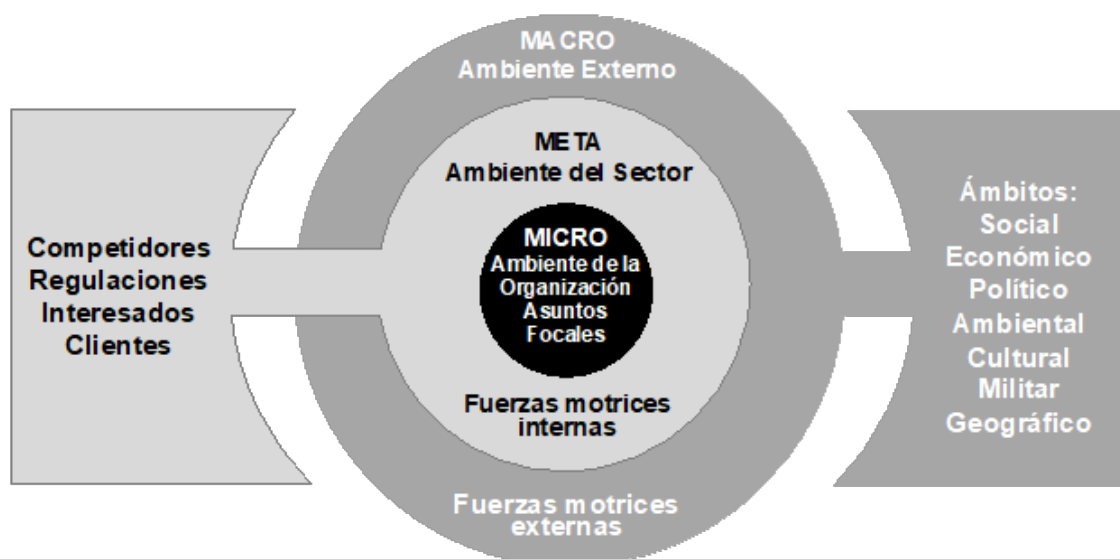 MACRO
Ambiente Externo
META
Ambiente del Sector
MICRO
Ambiente de la
Organización
Asuntos
Focales
Fuerzas motrices
internas
Fuerzas motrices
externas
Competidores
Regulaciones
Interesados
Clientes
Ámbitos:
Social
Económico
Político
Ambiental
Cultural
Militar
Geográfico